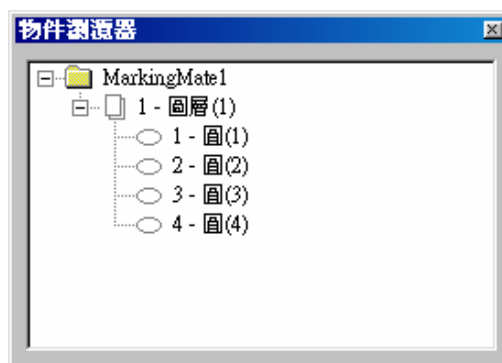 物件瀏覽器
MarkingMate1
1 - 圖層(1)
1 - 圓(1)
2 - 圓(2)
3 - 圓(3)
4 - 圓(4)